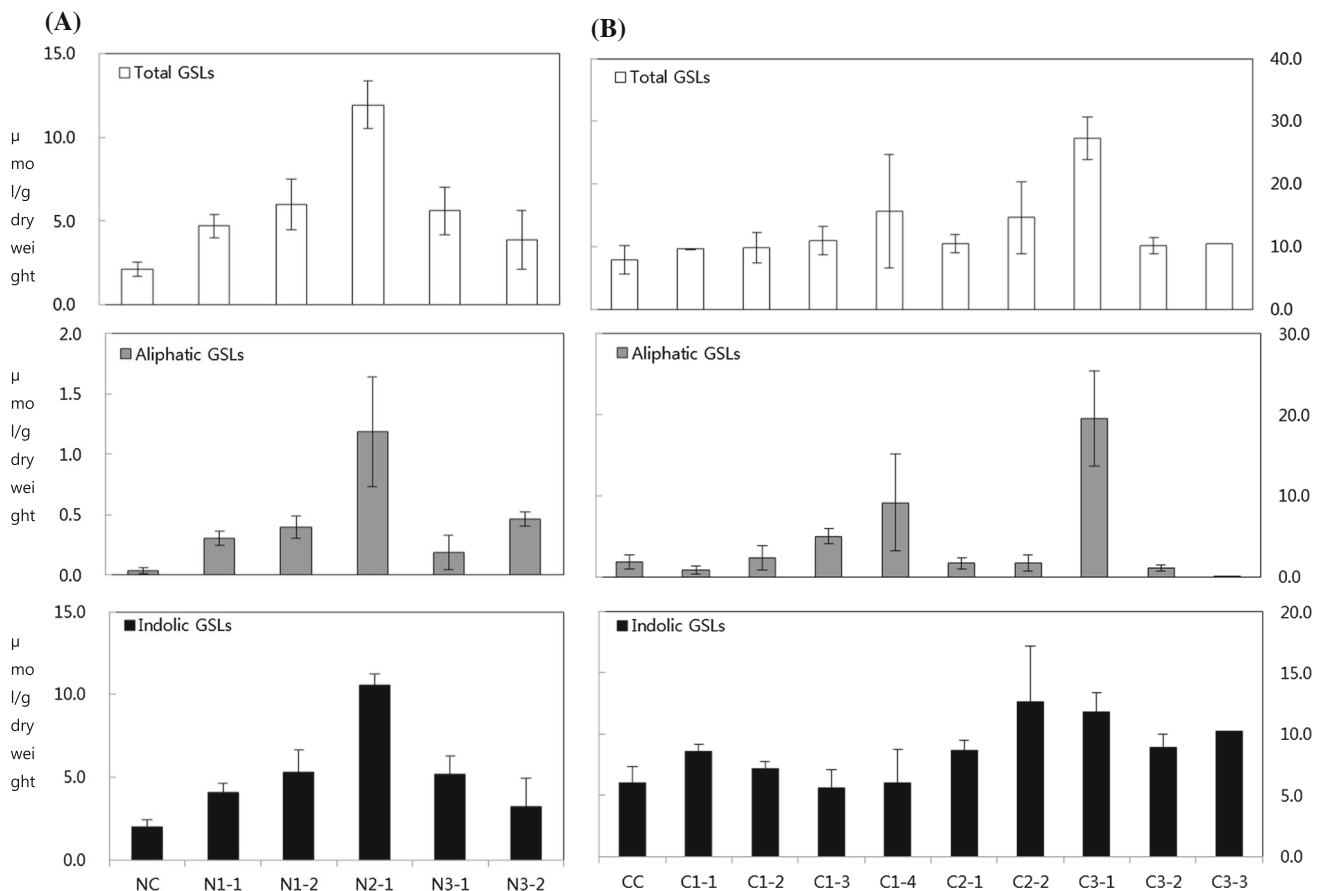 (A)
(B)
15.0
Total GSLs
10.0
5.0
0.0
µ
mo
l/g
dry
wei
ght
Total GSLs
40.0
30.0
20.0
10.0
0.0
2.0
Aliphatic GSLs
1.5
1.0
0.5
0.0
µ
mo
l/g
dry
wei
ght
Aliphatic GSLs
30.0
20.0
10.0
0.0
15.0
Indolic GSLs
10.0
5.0
0.0
µ
mo
l/g
dry
wei
ght
NC N1-1 N1-2 N2-1 N3-1 N3-2
Indolic GSLs
20.0
15.0
10.0
5.0
0.0
CC C1-1 C1-2 C1-3 C1-4 C2-1 C2-2 C3-1 C3-2 C3-3